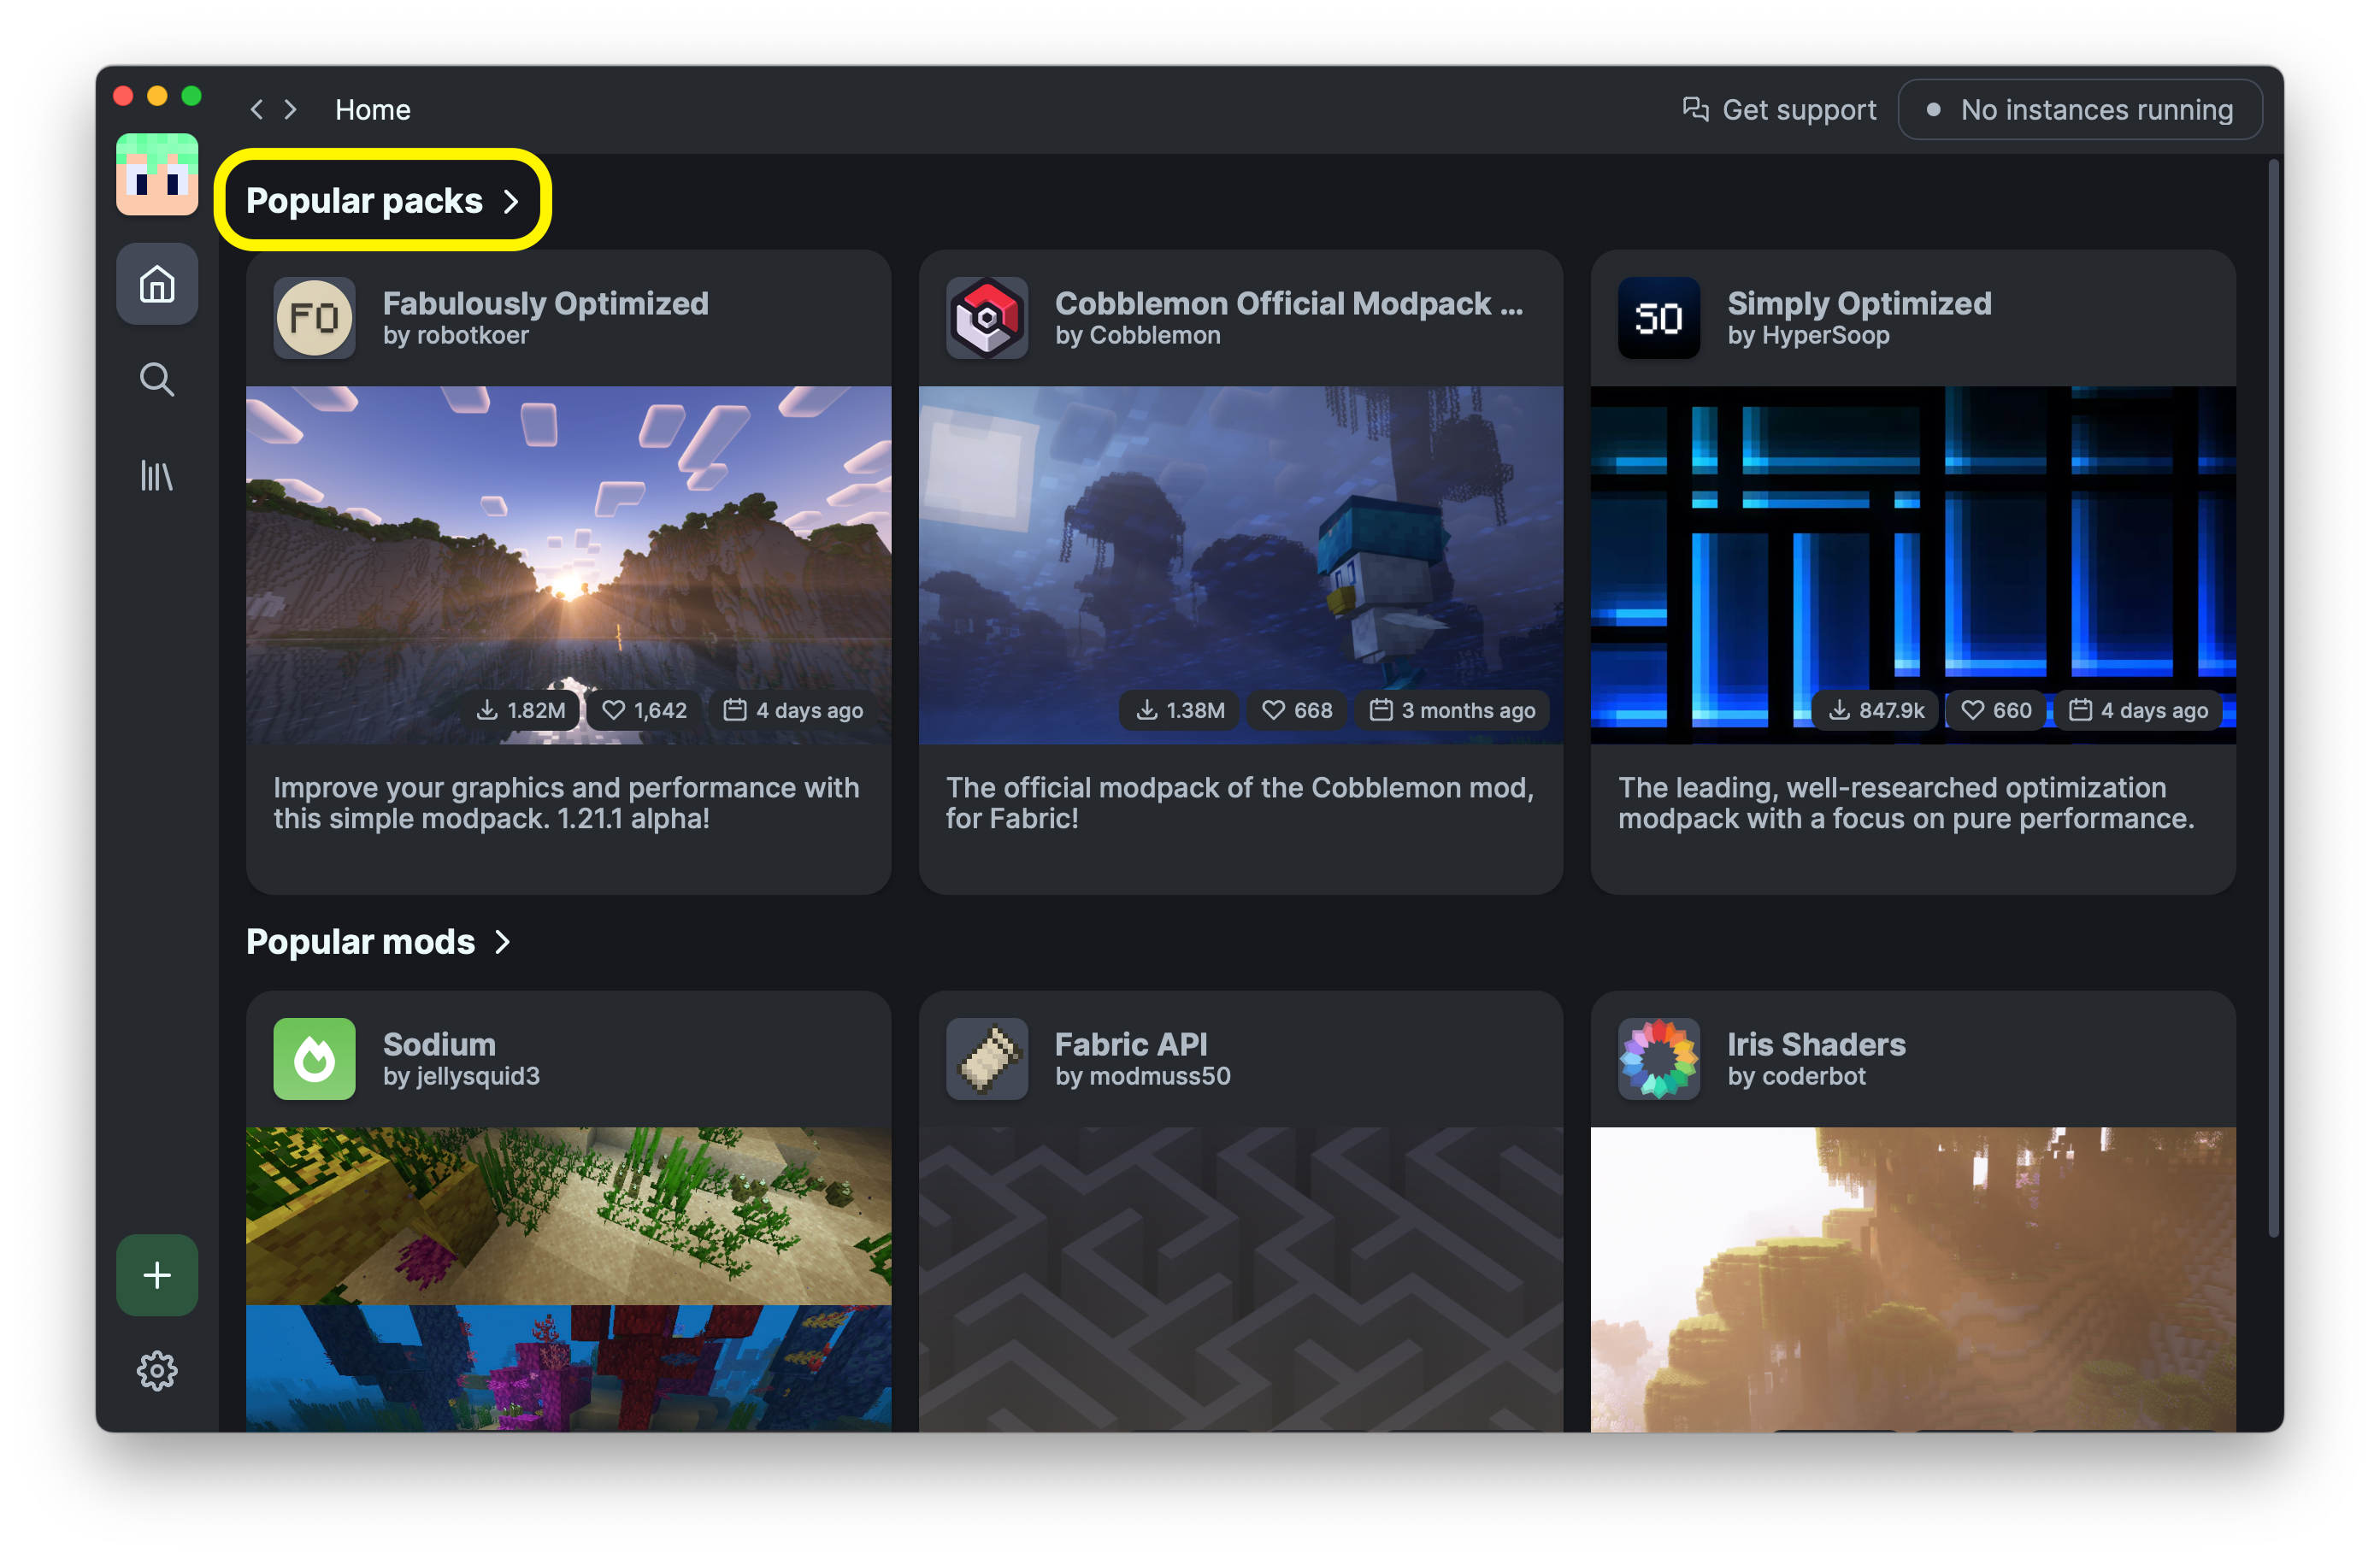 Home
Get support
No instances running
Popular packs
FO
Fabulously Optimized
by robotkoer
Cobblemon Official Modpack ...
by Cobblemon
SO
Simply Optimized
by HyperSoop
1.82M
1,642
4 days ago
1.38M
668
3 months ago
847.9k
660
4 days ago
Improve your graphics and performance with
this simple modpack. 1.21.1 alpha!
The official modpack of the Cobblemon mod,
for Fabric!
The leading, well-researched optimization
modpack with a focus on pure performance.
Popular mods
Sodium
by jellysquid3
Fabric API
by modmuss50
Iris Shaders
by coderbot